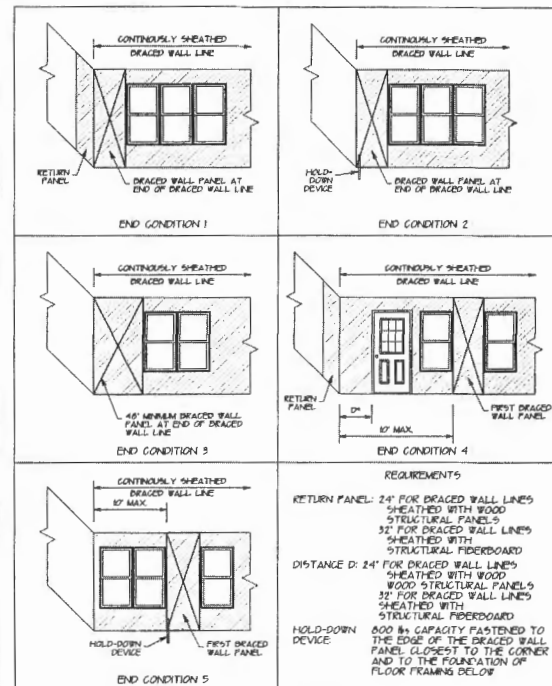 CONTINOUSLY SHEATHED
BRACED WALL LINE
RETURN
PANEL
BRACED WALL PANEL AT
END OF BRACED WALL LINE
END CONDITION 1
CONTINOUSLY SHEATHED
BRACED WALL LINE
HOLD-
DOWN
DEVICE
BRACED WALL PANEL AT
END OF BRACED WALL LINE
END CONDITION 2
CONTINOUSLY SHEATHED
BRACED WALL LINE
48" MINIMUM BRACED WALL
PANEL AT END OF BRACED
WALL LINE
END CONDITION 3
CONTINOUSLY SHEATHED
BRACED WALL LINE
RETURN
PANEL
D*
10' MAX.
FIRST BRACED
WALL PANEL
END CONDITION 4
CONTINOUSLY SHEATHED
BRACED WALL LINE
10' MAX.
HOLD-DOWN
DEVICE
FIRST BRACED
WALL PANEL
END CONDITION 5
REQUIREMENTS
RETURN PANEL: 24" FOR BRACED WALL LINES
SHEATHED WITH WOOD
STRUCTURAL PANELS
32" FOR BRACED WALL LINES
SHEATHED WITH
STRUCTURAL FIBERBOARD
DISTANCE D: 24" FOR BRACED WALL LINES
SHEATHED WITH WOOD
WOOD STRUCTURAL PANELS
32" FOR BRACED WALL LINES
SHEATHED WITH
STRUCTURAL FIBERBOARD
HOLD-DOWN 800 lbs CAPACITY FASTENED TO
DEVICE: THE EDGE OF THE BRACED WALL
PANEL CLOSEST TO THE CORNER
AND TO THE FOUNDATION OF
FLOOR FRAMING BELOW